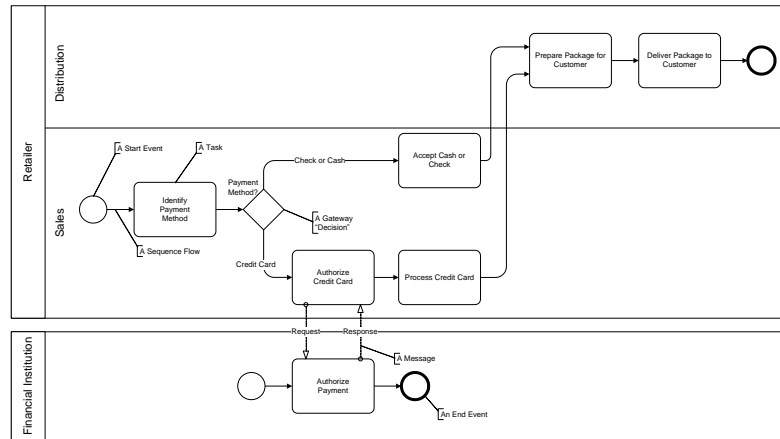 Retailer
Distribution
Prepare Package for
Customer
Deliver Package to
Customer
Sales
A Start Event
A Task
Identify
Payment
Method
A Sequence Flow
Payment
Method?
Check or Cash
Accept Cash or
Check
A Gateway
"Decision"
Credit Card
Authorize
Credit Card
Process Credit Card
Financial Institution
Request
Response
A Message
Authorize
Payment
An End Event